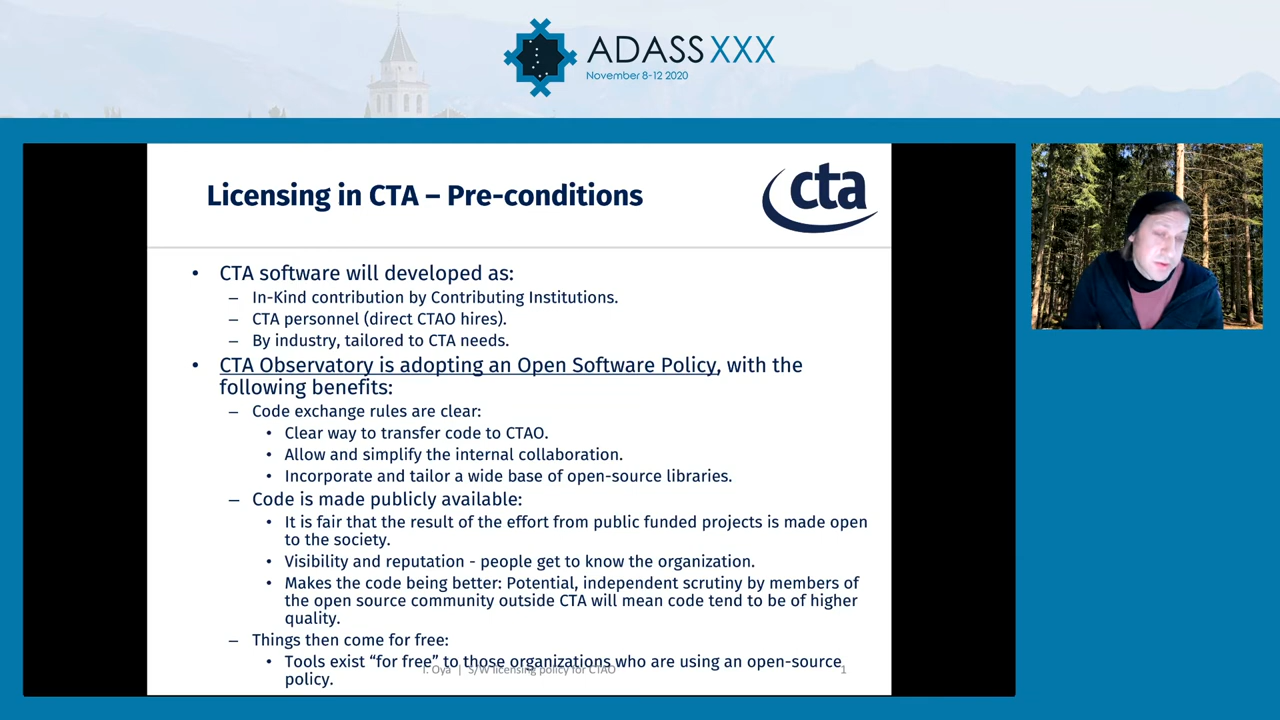 ADASS XXX
November 8-12 2020
Licensing in CTA – Pre-conditions
cta
• CTA software will developed as:
– In-Kind contribution by Contributing Institutions.
– CTA personnel (direct CTAO hires).
– By industry, tailored to CTA needs.
• CTA Observatory is adopting an Open Software Policy, with the
following benefits:
– Code exchange rules are clear:
• Clear way to transfer code to CTAO.
• Allow and simplify the internal collaboration.
• Incorporate and tailor a wide base of open-source libraries.
– Code is made publicly available:
• It is fair that the result of the effort from public funded projects is made open
to the society.
• Visibility and reputation - people get to know the organization.
• Makes the code being better: Potential, independent scrutiny by members of
the open source community outside CTA will mean code tend to be of higher
quality.
– Things then come for free:
• Tools exist “for free” to those organizations who are using an open-source
policy.
I. Oya | S/W licensing policy for CTAO
1